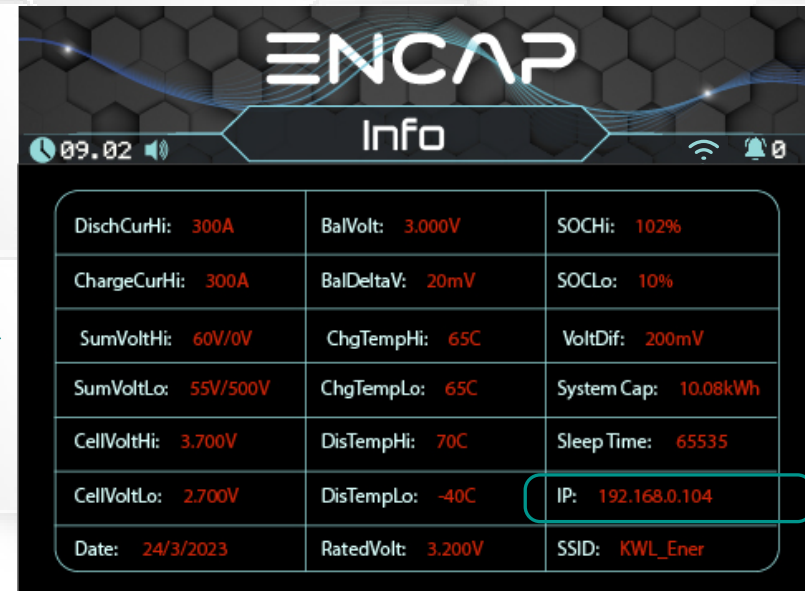 ENCAP
Info
09.02
0
DischCurHi: 300A BalVolt: 3.000V SOCHi: 102%
ChargeCurHi: 300A BalDeltaV: 20mV SOCLo: 10%
SumVoltHi: 60V/0V ChgTempHi: 65C VoltDif: 200mV
SumVoltLo: 55V/500V ChgTempLo: 65C System Cap: 10.08kWh
CellVoltHi: 3.700V DisTempHi: 70C Sleep Time: 65535
CellVoltLo: 2.700V DisTempLo: -40C IP: 192.168.0.104
Date: 24/3/2023 RatedVolt: 3.200V SSID: KWL_Ener